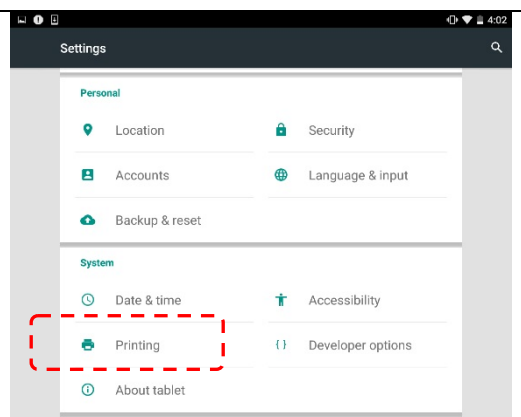 4:02
Settings
Personal
Location Security
Accounts Language & input
Backup & reset
System
Date & time Accessibility
Printing { } Developer options
About tablet